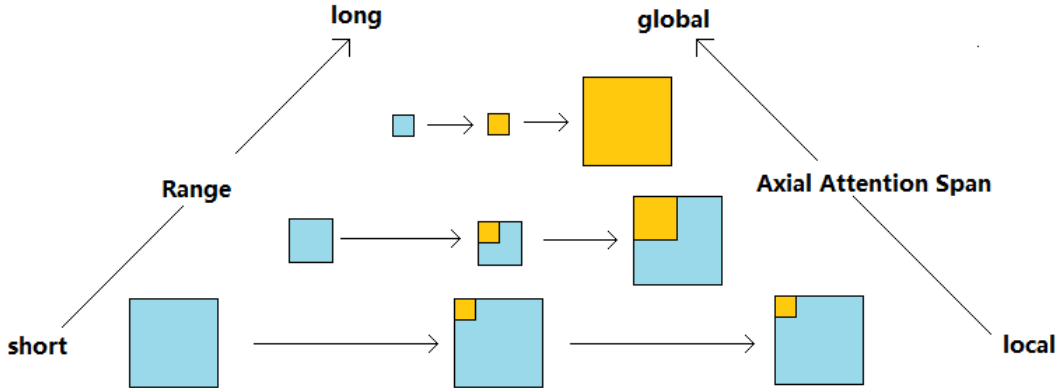 long
global
Range
Axial Attention Span
short
local